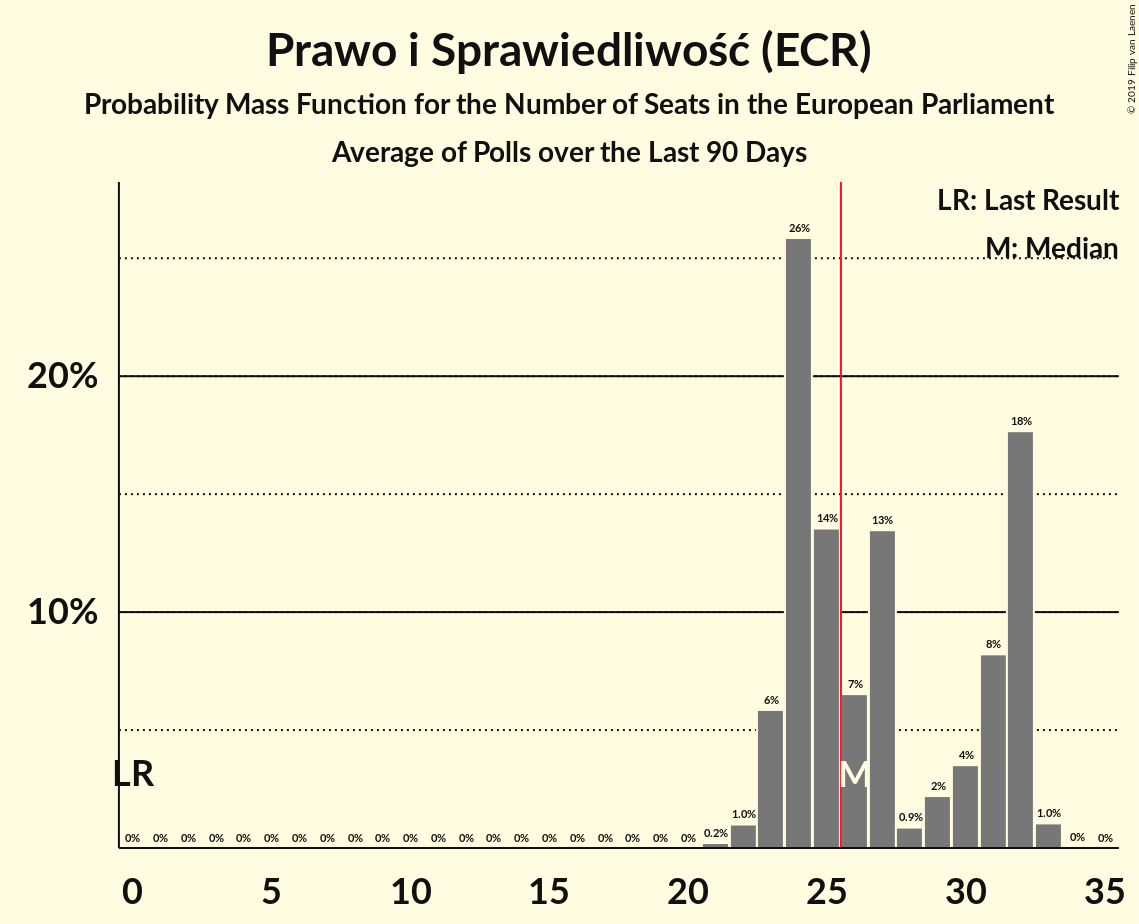 Prawo i Sprawiedliwość (ECR)
Probability Mass Function for the Number of Seats in the European Parliament
Average of Polls over the Last 90 Days
© 2019 Filip van Laenen
LR: Last Result
M: Median
26%
20%
18%
14%
13%
10%
8%
7%
6%
4%
LR
M
2%
0% 0% 0% 0% 0% 0% 0% 0% 0% 0% 0% 0% 0% 0% 0% 0% 0% 0% 0% 0% 0% 0.2% 1.0% 0.9% 1.0% 0% 0%
0 5 10 15 20 25 30 35